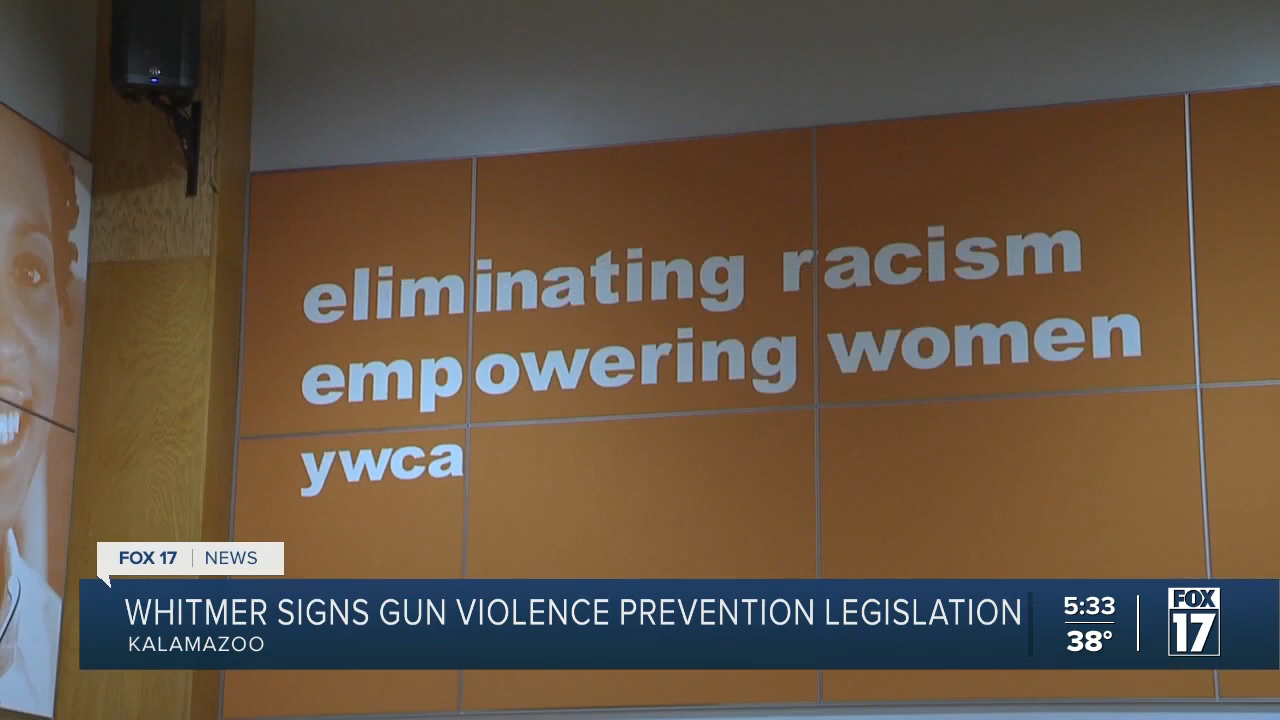 eliminating racism
empowering women
ywca
FOX 17 | NEWS
WHITMER SIGNS GUN VIOLENCE PREVENTION LEGISLATION
KALAMAZOO
5:33
38°
FOX
17